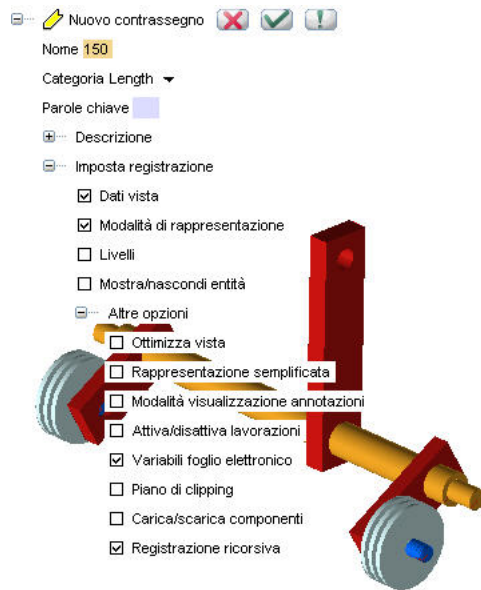 Nuovo contrassegno
Nome 150
Categoria Length
Parole chiave
Descrizione
Imposta registrazione
Dati vista
Modalità di rappresentazione
Livelli
Mostra/nascondi entità
Altre opzioni
Ottimizza vista
Rappresentazione semplificata
Modalità visualizzazione annotazioni
Attiva/disattiva lavorazioni
Variabili foglio elettronico
Piano di clipping
Carica/scarica componenti
Registrazione ricorsiva